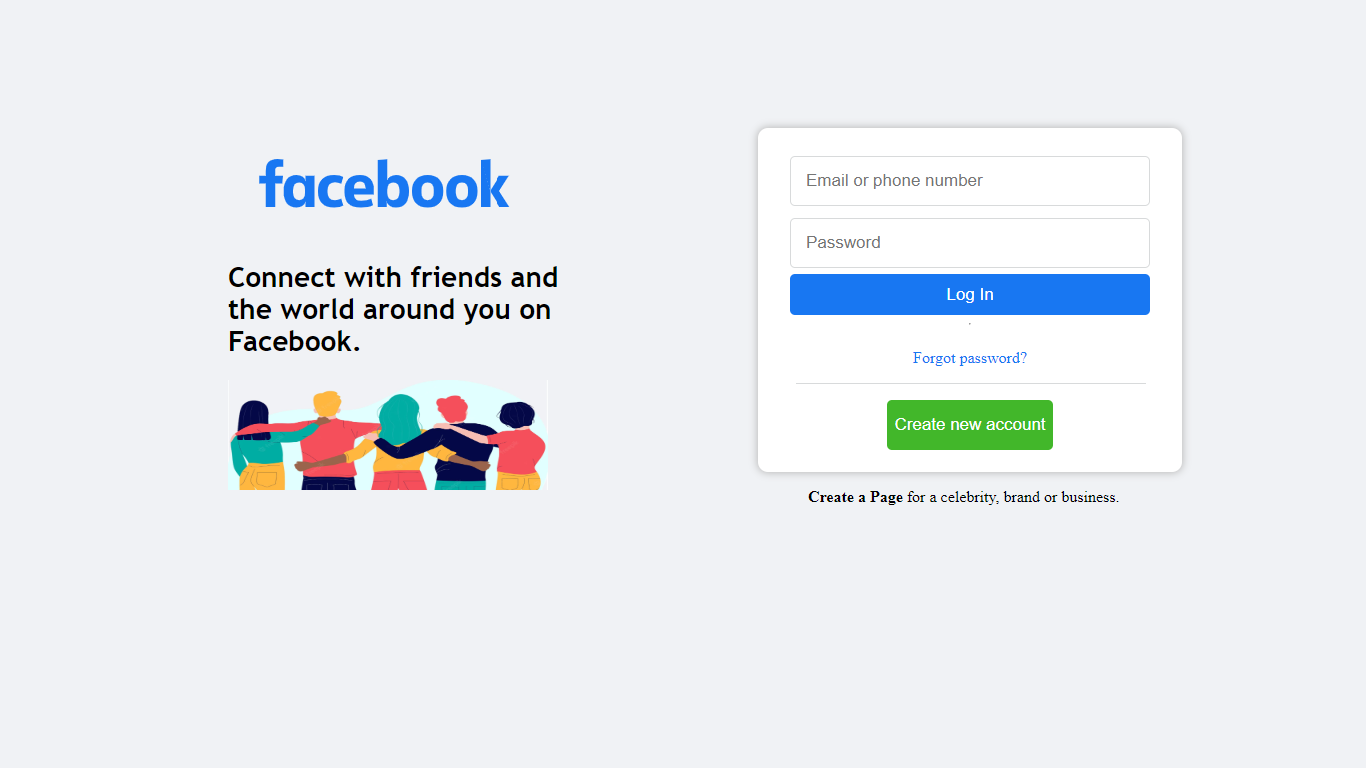 facebook
Connect with friends and
the world around you on
Facebook.
Email or phone number
Password
Log In
.
Forgot password?
Create new account
Create a Page for a celebrity, brand or business.